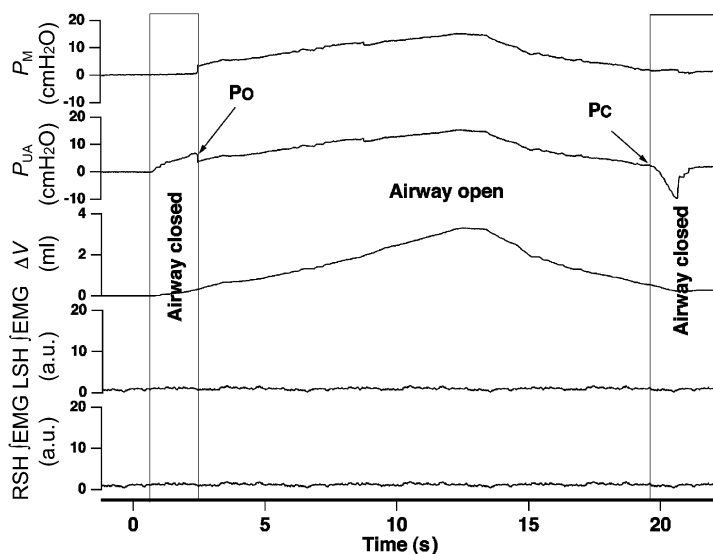 P_M
(cmH2O)
20
10
0
-10
P_UA
(cmH2O)
20
10
0
-10
PO
PC
Airway open
ΔV
(ml)
4
2
0
Airway closed
Airway closed
LSH ∫EMG
(a.u.)
20
10
0
RSH ∫EMG
(a.u.)
20
10
0
0 5 10 15 20
Time (s)